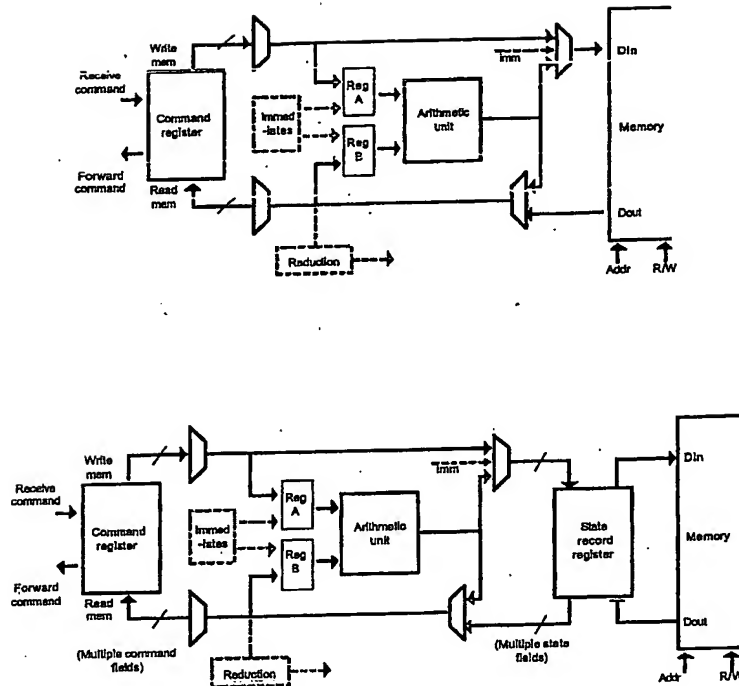 Write
mem
Receive
command
Command
register
Forward
command
Read
mem
Immed
-iates
Reg
A
Reg
B
Arithmetic
unit
Reduction
Imm
Din
Memory
Dout
Addr
R/W
Write
mem
Receive
command
Command
register
Forward
command
Read
mem
(Multiple command
fields)
Immed
-iates
Reg
A
Reg
B
Arithmetic
unit
Reduction
Imm
State
record
register
(Multiple state
fields)
Din
Memory
Dout
Addr
R/W